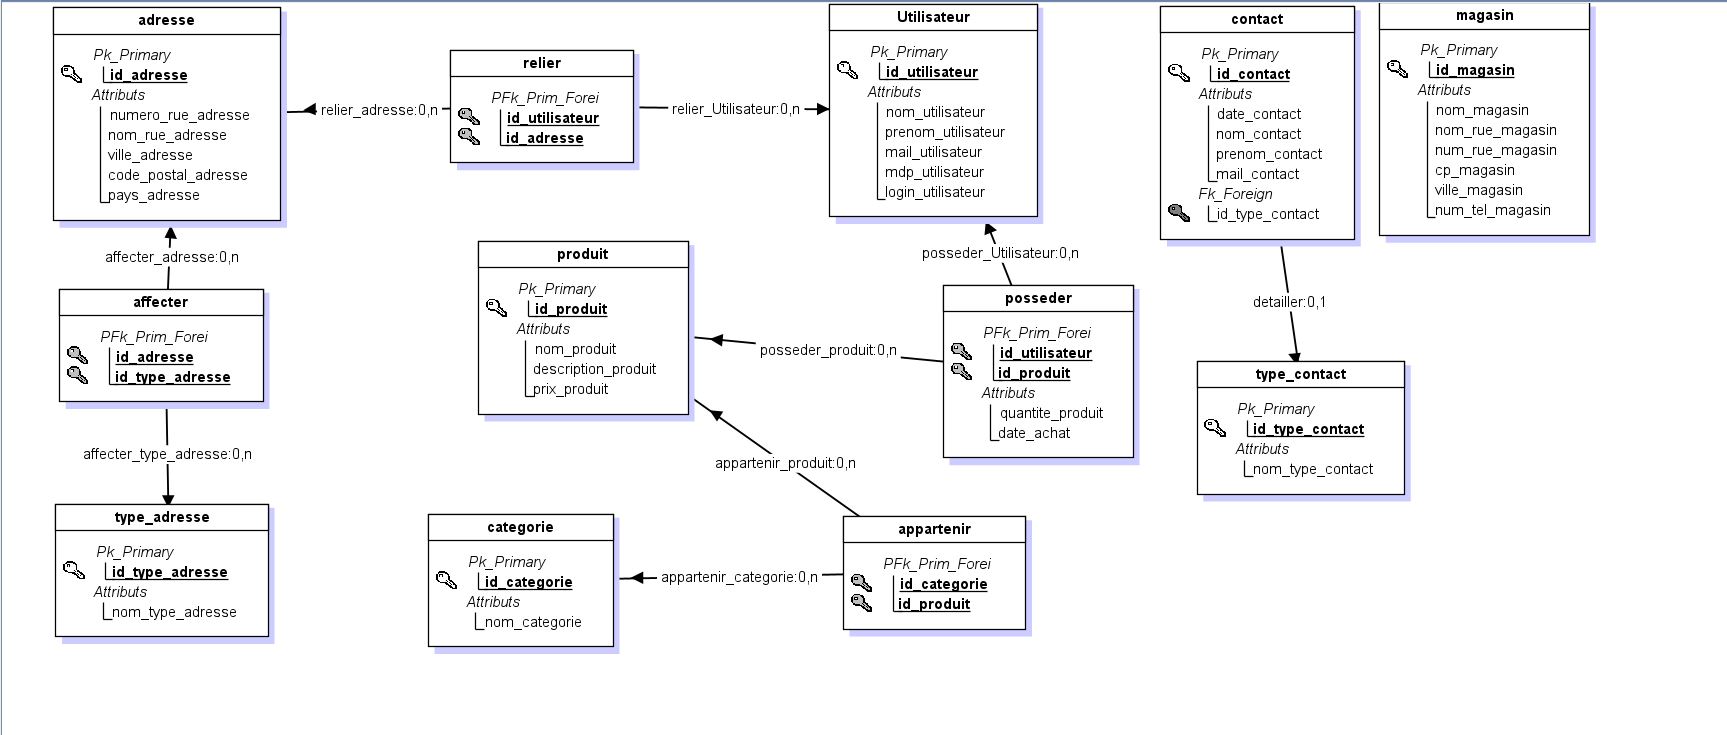 adresse
Pk_Primary
id_adresse
Attributs
numero_rue_adresse
nom_rue_adresse
ville_adresse
code_postal_adresse
pays_adresse
relier_adresse:0,n
relier
PFk_Prim_Forei
id_utilisateur
id_adresse
relier_Utilisateur:0,n
Utilisateur
Pk_Primary
id_utilisateur
Attributs
nom_utilisateur
prenom_utilisateur
mail_utilisateur
mdp_utilisateur
login_utilisateur
contact
Pk_Primary
id_contact
Attributs
date_contact
nom_contact
prenom_contact
mail_contact
Fk_Foreign
id_type_contact
magasin
Pk_Primary
id_magasin
Attributs
nom_magasin
nom_rue_magasin
num_rue_magasin
cp_magasin
ville_magasin
num_tel_magasin
affecter_adresse:0,n
affecter
PFk_Prim_Forei
id_adresse
id_type_adresse
affecter_type_adresse:0,n
type_adresse
Pk_Primary
id_type_adresse
Attributs
nom_type_adresse
produit
Pk_Primary
id_produit
Attributs
nom_produit
description_produit
prix_produit
posseder_Utilisateur:0,n
posseder_produit:0,n
posseder
PFk_Prim_Forei
id_utilisateur
id_produit
Attributs
quantite_produit
date_achat
detailler:0,1
type_contact
Pk_Primary
id_type_contact
Attributs
nom_type_contact
appartenir_produit:0,n
categorie
Pk_Primary
id_categorie
Attributs
nom_categorie
appartenir_categorie:0,n
appartenir
PFk_Prim_Forei
id_categorie
id_produit